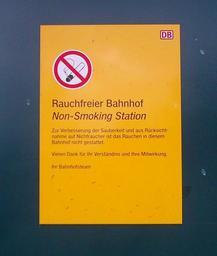 DB
Rauchfreier Bahnhof
Non-Smoking Station
Zur Verbesserung der Sauberkeit und aus Rücksicht-
nahme auf Nichtraucher ist das Rauchen in diesem
Bahnhof nicht gestattet.
Vielen Dank für Ihr Verständnis und Ihre Mitwirkung.
Ihr Bahnhofsteam